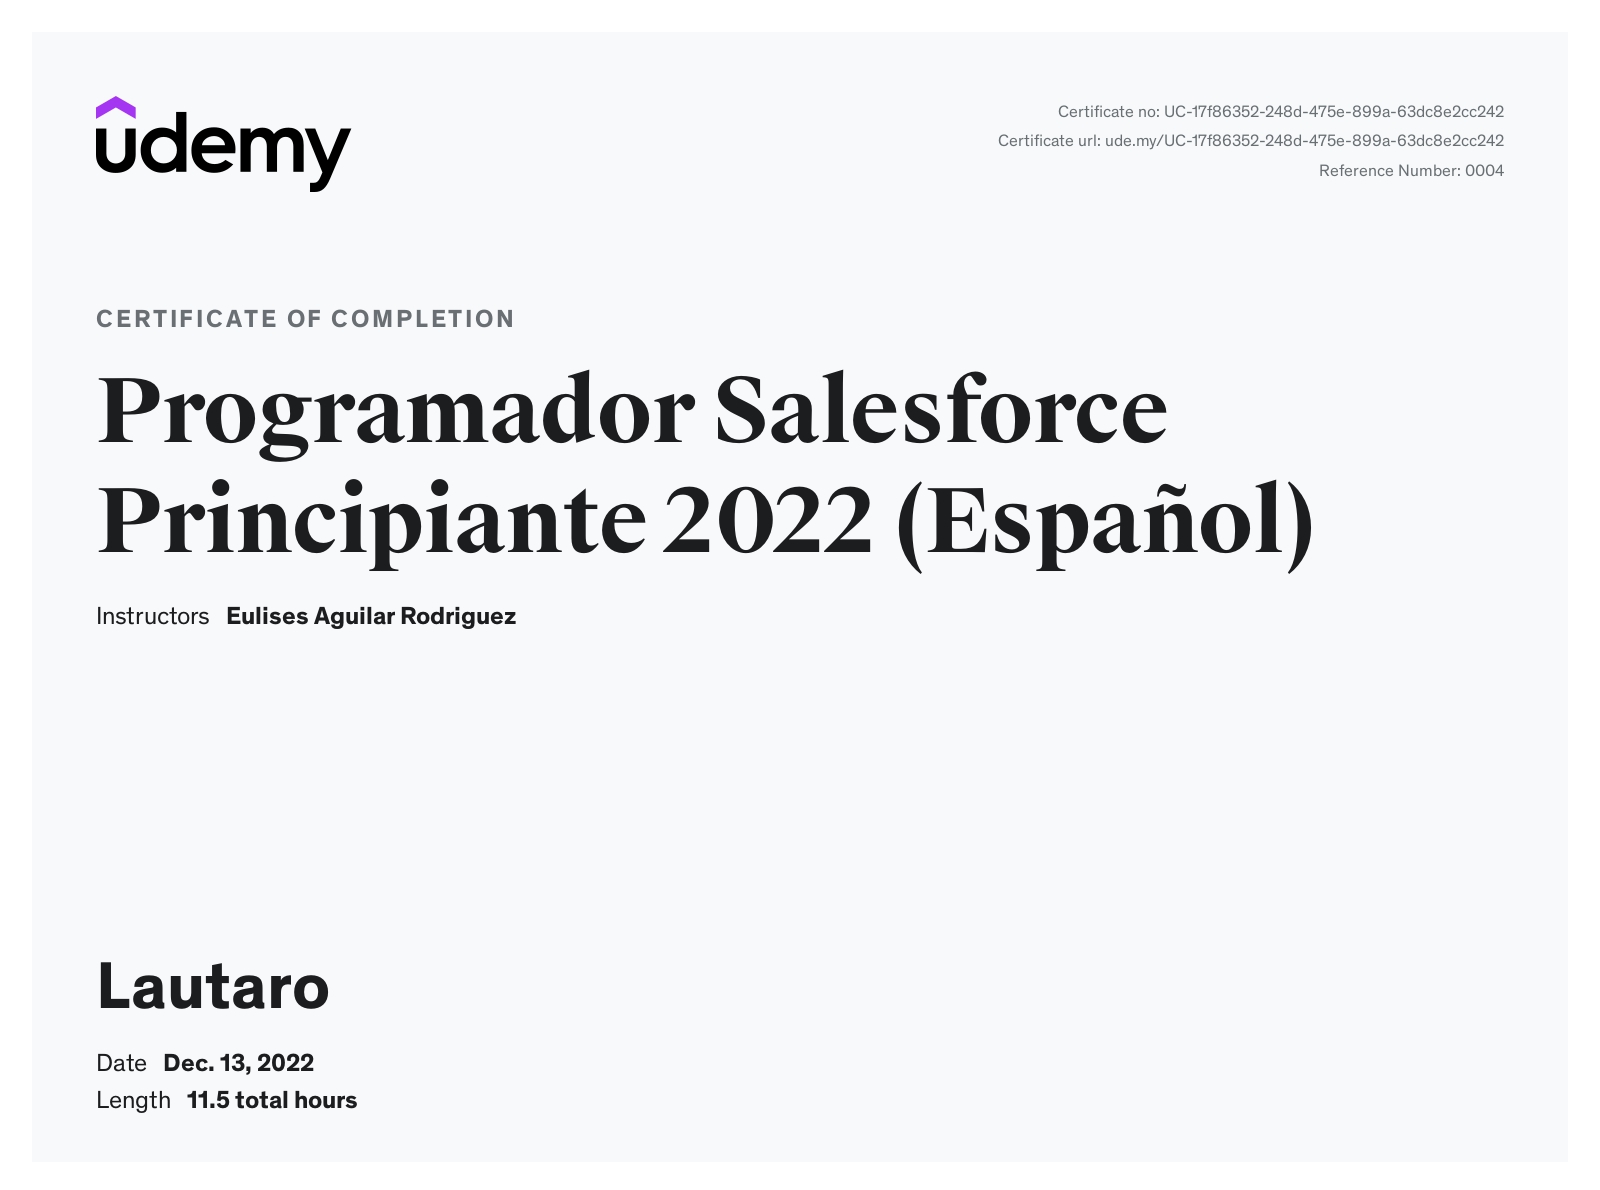 udemy
Certificate no: UC-17f86352-248d-475e-899a-63dc8e2cc242
Certificate url: ude.my/UC-17f86352-248d-475e-899a-63dc8e2cc242
Reference Number: 0004
CERTIFICATE OF COMPLETION
Programador Salesforce
Principiante 2022 (Español)
Instructors Eulises Aguilar Rodriguez
Lautaro
Date Dec. 13, 2022
Length 11.5 total hours